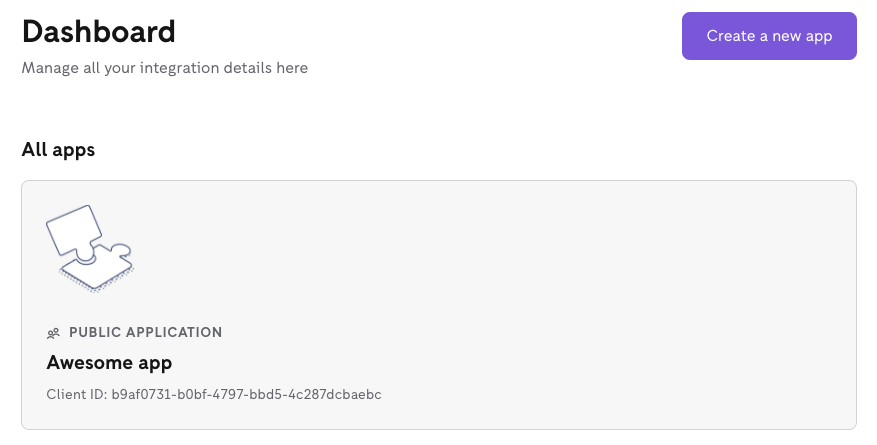 Dashboard
Create a new app
Manage all your integration details here
All apps
PUBLIC APPLICATION
Awesome app
Client ID: b9af0731-b0bf-4797-bbd5-4c287dcbaebc